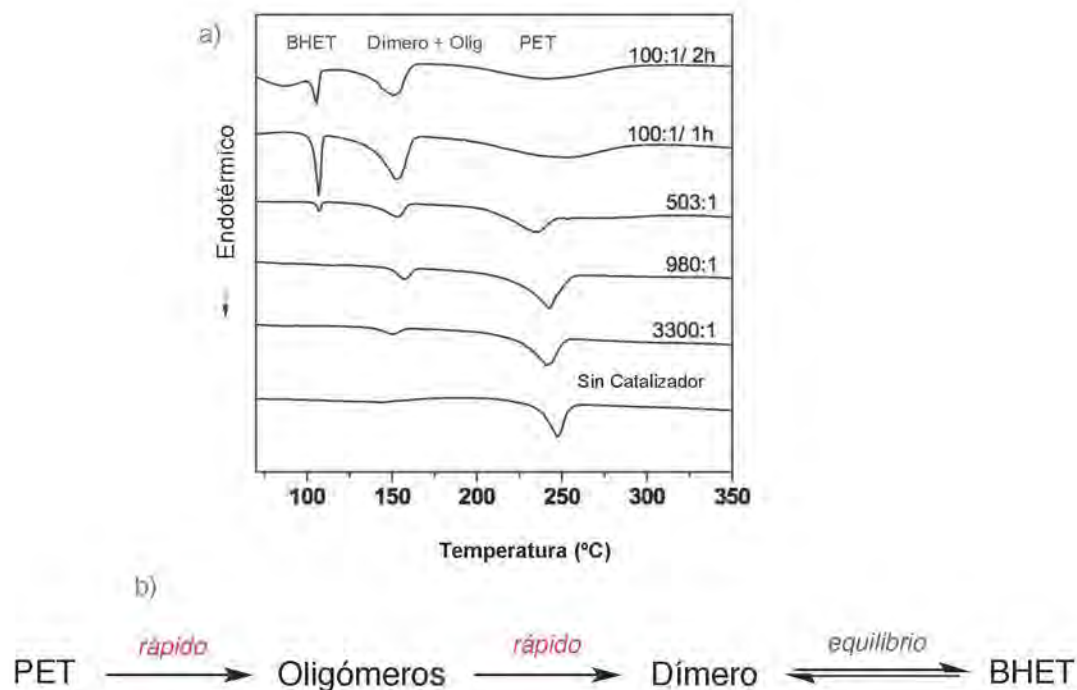 a)
BHET Dímero + Olig PET
100:1/ 2h
100:1/ 1h
503:1
980:1
3300:1
Sin Catalizador
Endotérmico
100 150 200 250 300 350
Temperatura (ºC)
b)
PET rápido Oligómeros rápido Dímero equilíbrio BHET